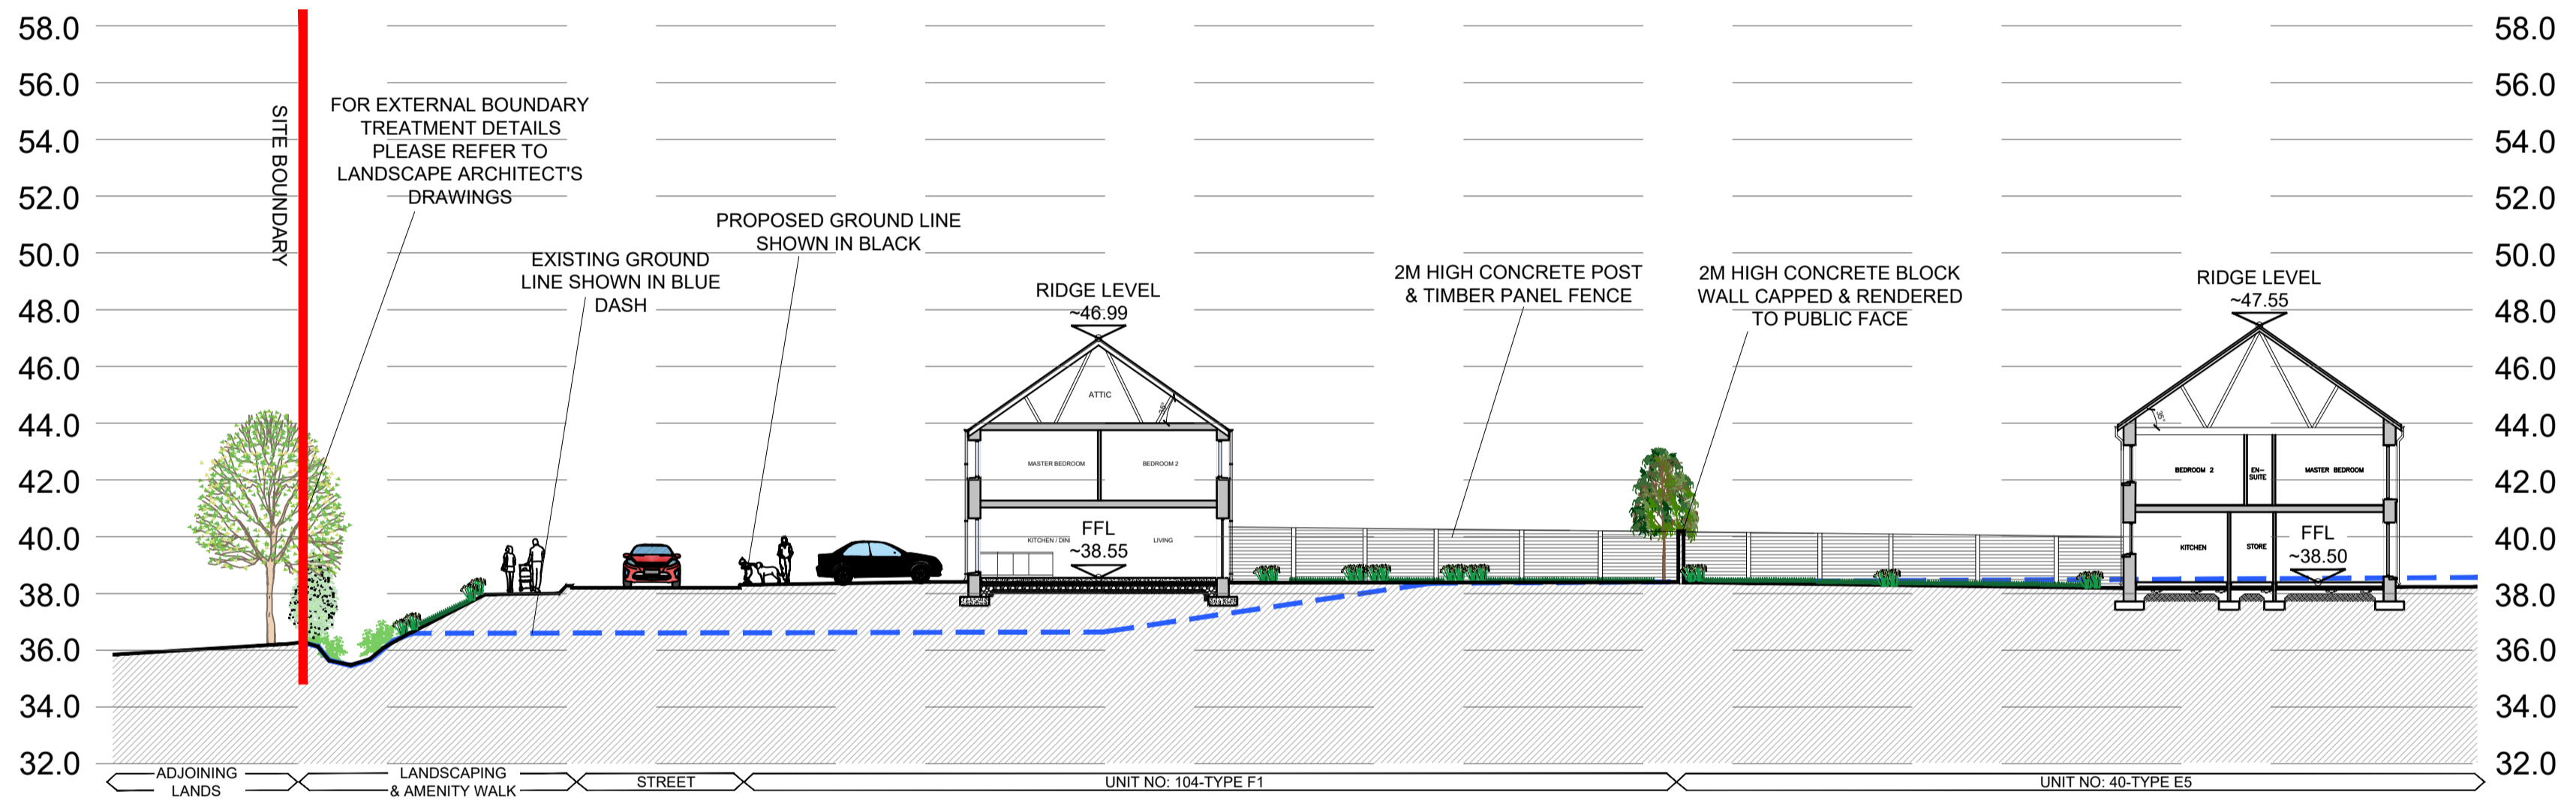 58.0
58.0
56.0
56.0
54.0
54.0
52.0
52.0
50.0
50.0
48.0
48.0
46.0
46.0
44.0
44.0
42.0
42.0
40.0
40.0
38.0
38.0
36.0
36.0
34.0
34.0
32.0
32.0
SITE BOUNDARY
FOR EXTERNAL BOUNDARY
TREATMENT DETAILS
PLEASE REFER TO
LANDSCAPE ARCHITECT'S
DRAWINGS
EXISTING GROUND
LINE SHOWN IN BLUE
DASH
PROPOSED GROUND LINE
SHOWN IN BLACK
RIDGE LEVEL
~46.99
ATTIC
MASTER BEDROOM
BEDROOM 2
KITCHEN / DIN
FFL
~38.55
LIVING
2M HIGH CONCRETE POST
& TIMBER PANEL FENCE
2M HIGH CONCRETE BLOCK
WALL CAPPED & RENDERED
TO PUBLIC FACE
RIDGE LEVEL
~47.55
35°
BEDROOM 2
EN-
SUITE
MASTER BEDROOM
KITCHEN
STORE
FFL
~38.50
ADJOINING
LANDS
LANDSCAPING
& AMENITY WALK
STREET
UNIT NO: 104-TYPE F1
UNIT NO: 40-TYPE E5